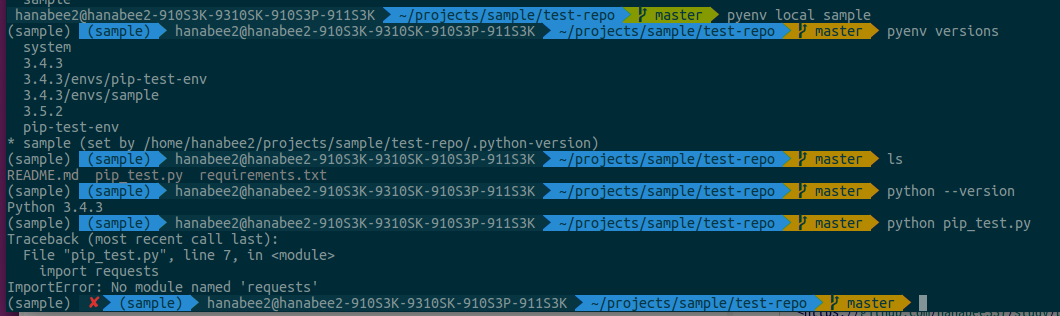 sample
hanabee2@hanabee2-910S3K-9310SK-910S3P-911S3K ~/projects/sample/test-repo master pyenv local sample
(sample) (sample) hanabee2@hanabee2-910S3K-9310SK-910S3P-911S3K ~/projects/sample/test-repo master pyenv versions
system
3.4.3
3.4.3/envs/pip-test-env
3.4.3/envs/sample
3.5.2
pip-test-env
* sample (set by /home/hanabee2/projects/sample/test-repo/.python-version)
(sample) (sample) hanabee2@hanabee2-910S3K-9310SK-910S3P-911S3K ~/projects/sample/test-repo master ls
README.md pip_test.py requirements.txt
(sample) (sample) hanabee2@hanabee2-910S3K-9310SK-910S3P-911S3K ~/projects/sample/test-repo master python --version
Python 3.4.3
(sample) (sample) hanabee2@hanabee2-910S3K-9310SK-910S3P-911S3K ~/projects/sample/test-repo master python pip_test.py
Traceback (most recent call last):
File "pip_test.py", line 7, in <module>
import requests
ImportError: No module named 'requests'
(sample) ✘ (sample) hanabee2@hanabee2-910S3K-9310SK-910S3P-911S3K ~/projects/sample/test-repo master